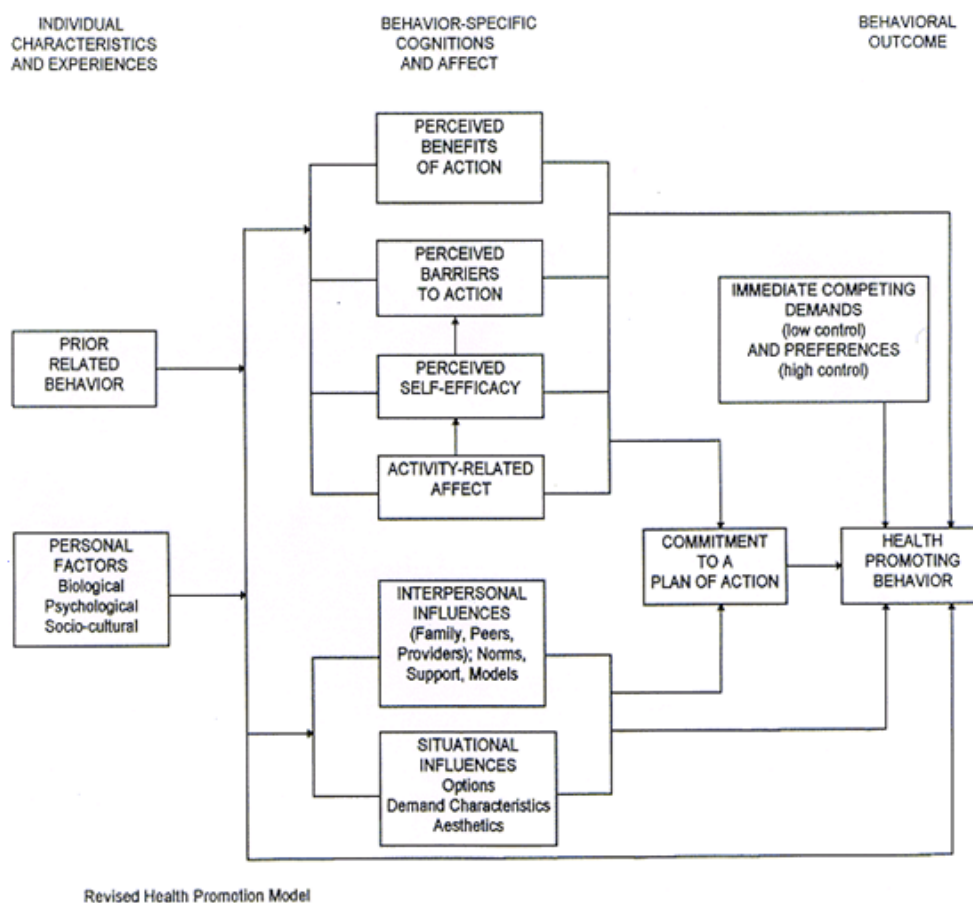 INDIVIDUAL
CHARACTERISTICS
AND EXPERIENCES
BEHAVIOR-SPECIFIC
COGNITIONS
AND AFFECT
BEHAVIORAL
OUTCOME
PERCEIVED
BENEFITS
OF ACTION
PERCEIVED
BARRIERS
TO ACTION
IMMEDIATE COMPETING
DEMANDS
(low control)
AND PREFERENCES
(high control)
PRIOR
RELATED
BEHAVIOR
PERCEIVED
SELF-EFFICACY
ACTIVITY-RELATED
AFFECT
PERSONAL
FACTORS
Biological
Psychological
Socio-cultural
COMMITMENT
TO A
PLAN OF ACTION
HEALTH
PROMOTING
BEHAVIOR
INTERPERSONAL
INFLUENCES
(Family, Peers,
Providers); Norms,
Support, Models
SITUATIONAL
INFLUENCES
Options
Demand Characteristics
Aesthetics
Revised Health Promotion Model